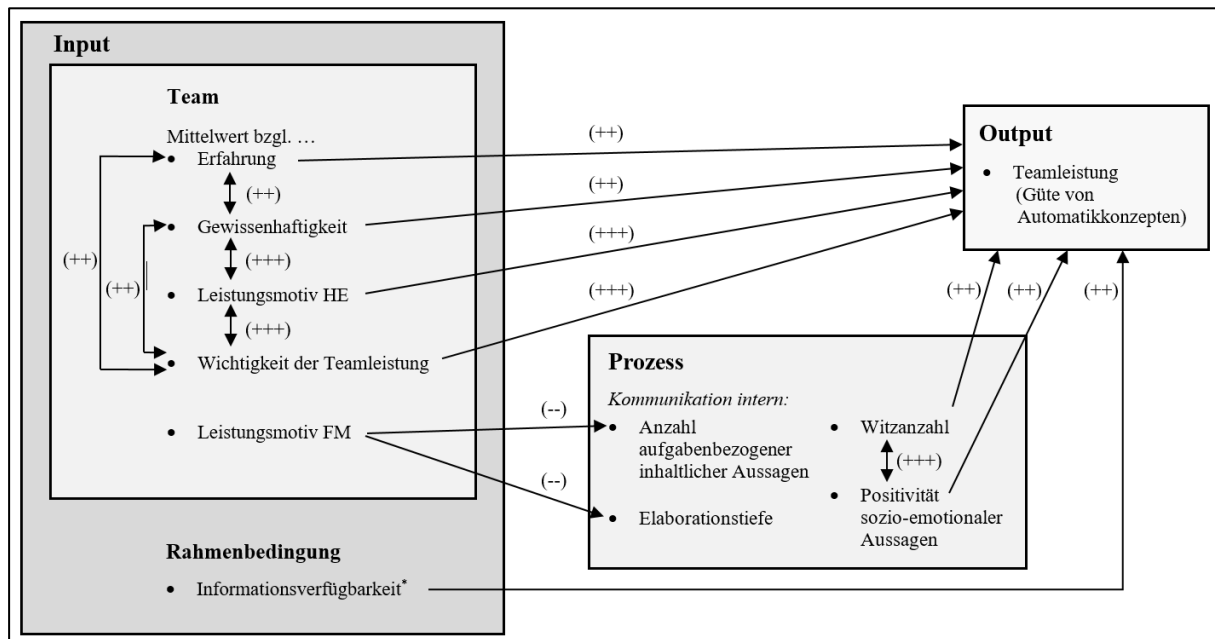 Input
Team
Mittelwert bzgl. …
• Erfahrung
(++)
• Gewissenhaftigkeit
(+++)
• Leistungsmotiv HE
(+++)
• Wichtigkeit der Teamleistung
(++)
(++)
• Leistungsmotiv FM
Rahmenbedingung
• Informationsverfügbarkeit*
(++)
(++)
(+++)
(+++)
(--)
(--)
Prozess
Kommunikation intern:
• Anzahl
aufgabenbezogener
inhaltlicher Aussagen
• Elaborationstiefe
• Witzanzahl
(+++)
• Positivität
sozio-emotionaler
Aussagen
(++)
(++)
(++)
Output
• Teamleistung
(Güte von
Automatikkonzepten)